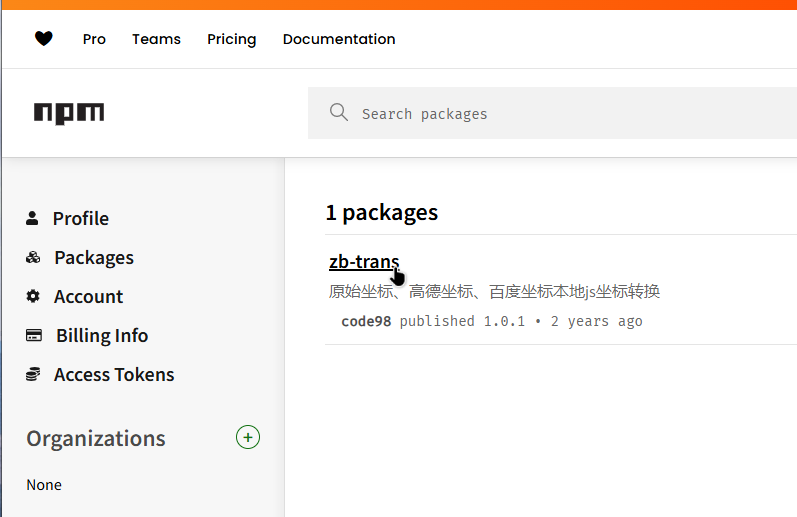 Pro Teams Pricing Documentation
npm
Search packages
Profile
Packages
Account
Billing Info
Access Tokens
Organizations
None
1 packages
zb-trans
原始坐标、高德坐标、百度坐标本地js坐标转换
code98 published 1.0.1 • 2 years ago